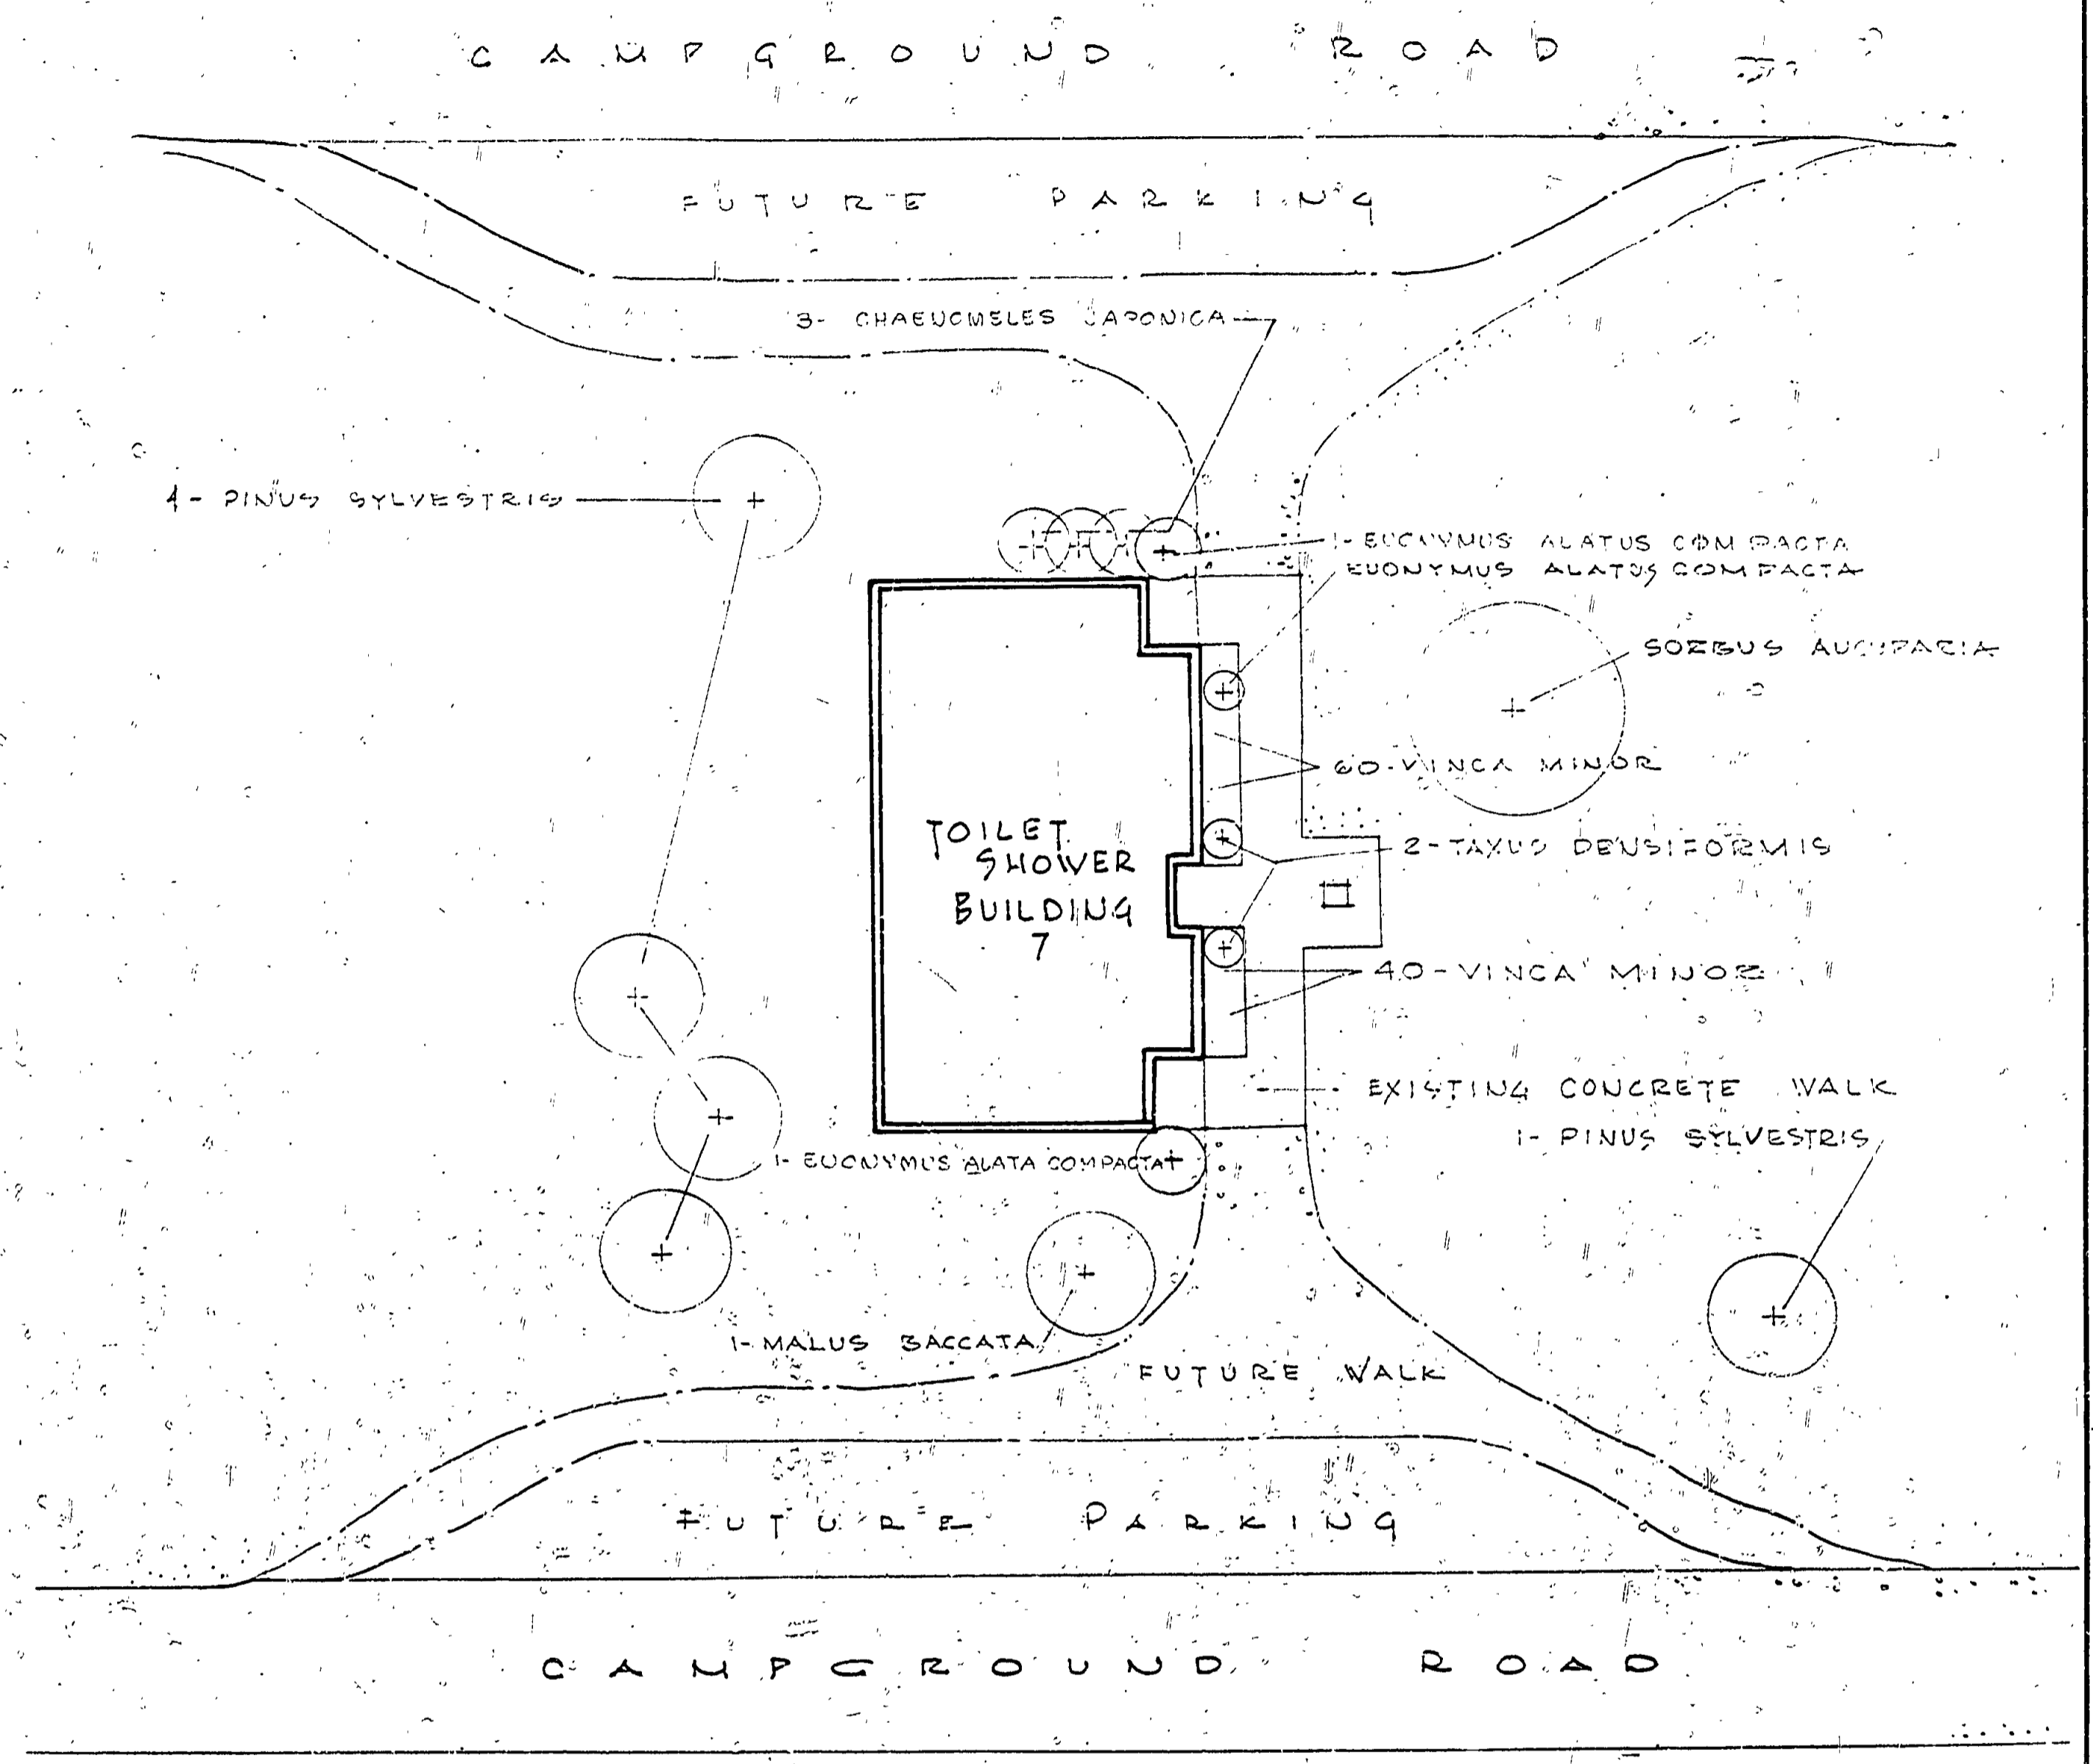 CAMPGROUND ROAD
FUTURE PARKING
3- CHAENOMELES JAPONICA
4- PINUS SYLVESTRIS
1- EUONYMUS ALATUS COMPACTA
EUONYMUS ALATUS COMPACTA
SORBUS AUCUPARIA
60-VINCA MINOR
TOILET
SHOWER
BUILDING
7
2-TAXUS DENSIFORMIS
40-VINCA MINOR
EXISTING CONCRETE WALK
1- PINUS SYLVESTRIS
1- EUONYMUS ALATA COMPACTA
1-MALUS BACCATA
FUTURE WALK
FUTURE PARKING
CAMPGROUND ROAD